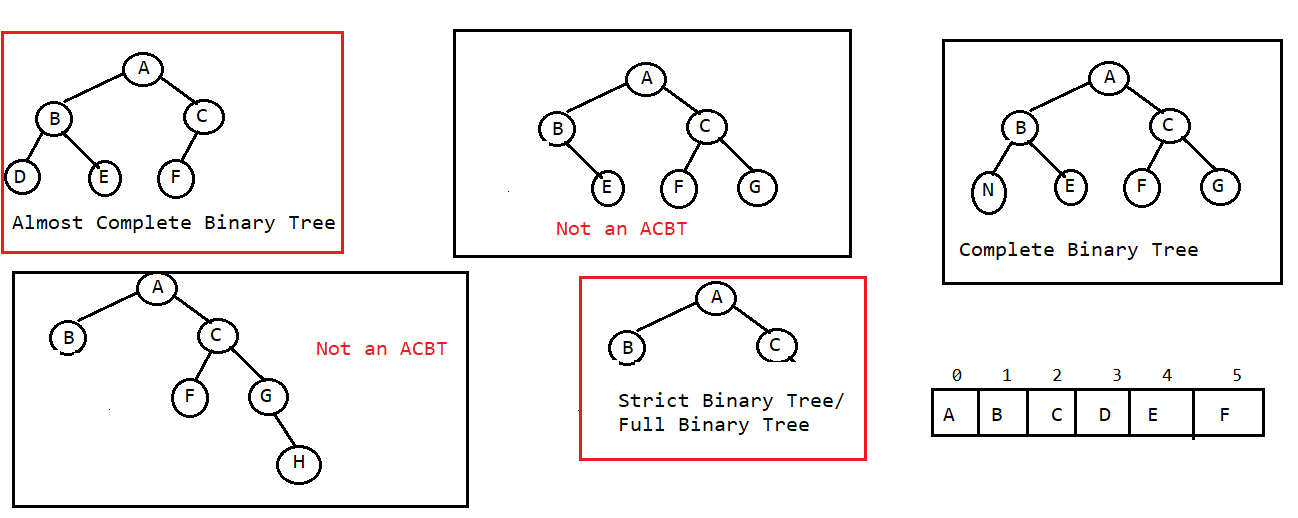 A
B
C
D
E
F
Almost Complete Binary Tree
A
B
C
E
F
G
Not an ACBT
A
B
C
N
E
F
G
Complete Binary Tree
A
B
C
F
G
H
Not an ACBT
A
B
C
Strict Binary Tree/
Full Binary Tree
0 1 2 3 4 5
A B C D E F